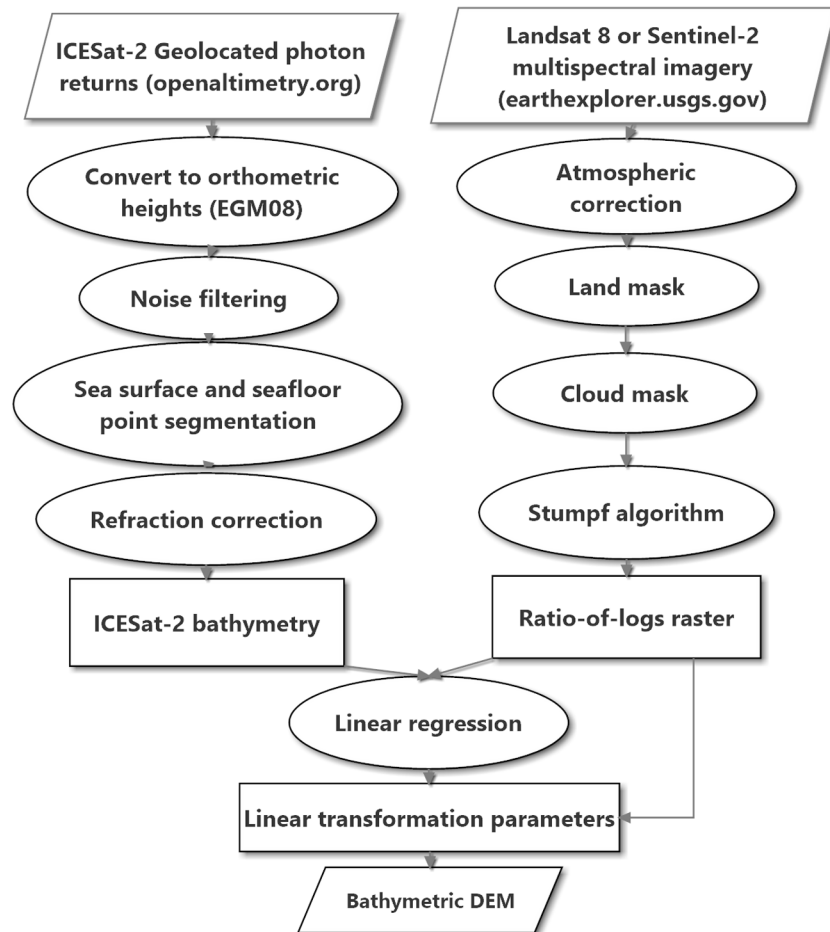 ICESat-2 Geolocated photon
returns (openaltimetry.org)
Convert to orthometric
heights (EGM08)
Noise filtering
Sea surface and seafloor
point segmentation
Refraction correction
ICESat-2 bathymetry
Landsat 8 or Sentinel-2
multispectral imagery
(earthexplorer.usgs.gov)
Atmospheric
correction
Land mask
Cloud mask
Stumpf algorithm
Ratio-of-logs raster
Linear regression
Linear transformation parameters
Bathymetric DEM